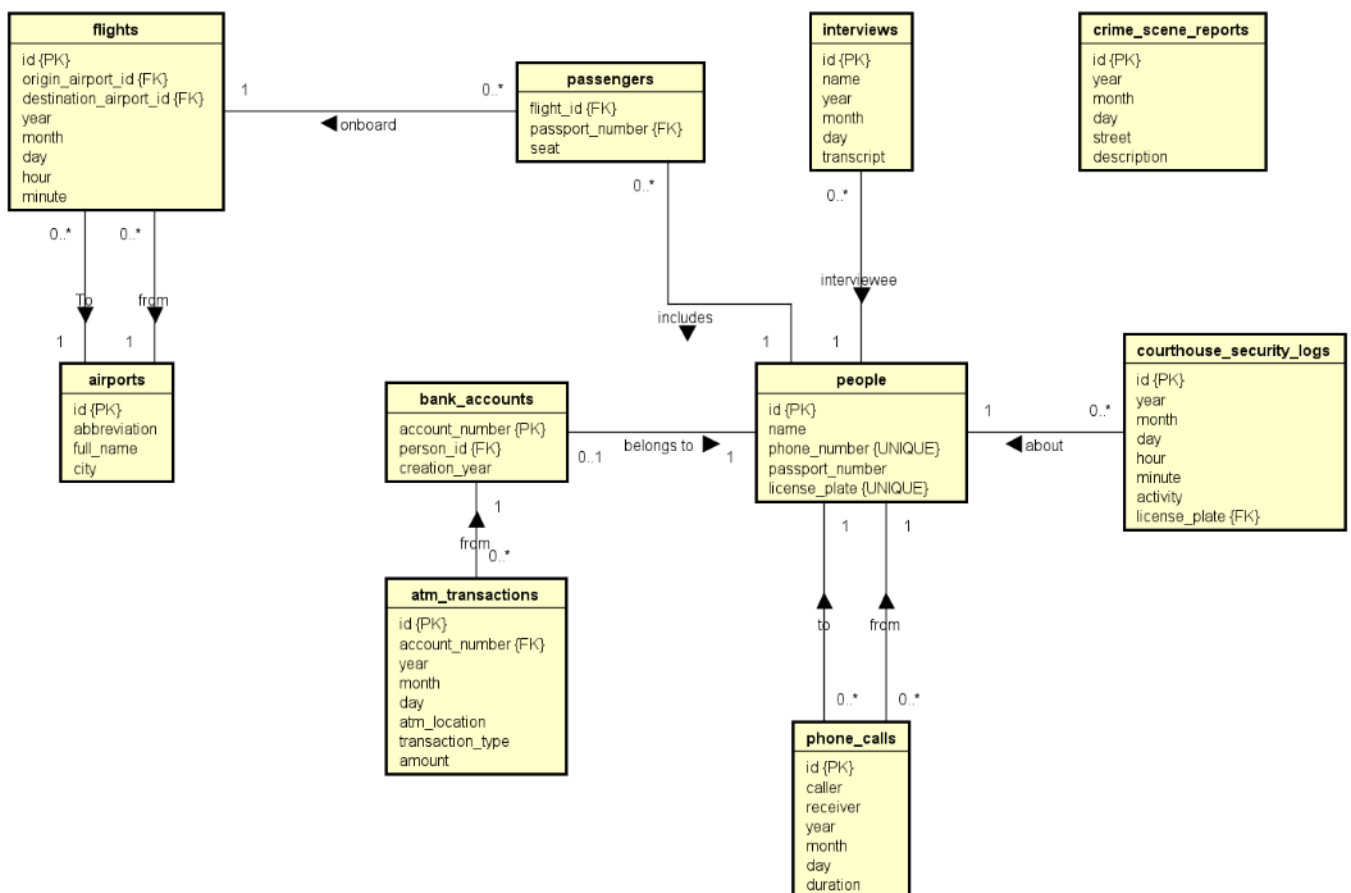 flights
id {PK}
origin_airport_id {FK}
destination_airport_id {FK}
year
month
day
hour
minute
1
0..*
onboard
passengers
flight_id {FK}
passport_number {FK}
seat
interviews
id {PK}
name
year
month
day
transcript
crime_scene_reports
id {PK}
year
month
day
street
description
0..*
0..*
To
from
1
1
0..*
includes
1
0..*
interviewee
1
airports
id {PK}
abbreviation
full_name
city
bank_accounts
account_number {PK}
person_id {FK}
creation_year
0..1
belongs to
1
people
id {PK}
name
phone_number {UNIQUE}
passport_number
license_plate {UNIQUE}
1
0..*
about
courthouse_security_logs
id {PK}
year
month
day
hour
minute
activity
license_plate {FK}
1
from
0..*
atm_transactions
id {PK}
account_number {FK}
year
month
day
atm_location
transaction_type
amount
1
1
to
from
0..*
0..*
phone_calls
id {PK}
caller
receiver
year
month
day
duration